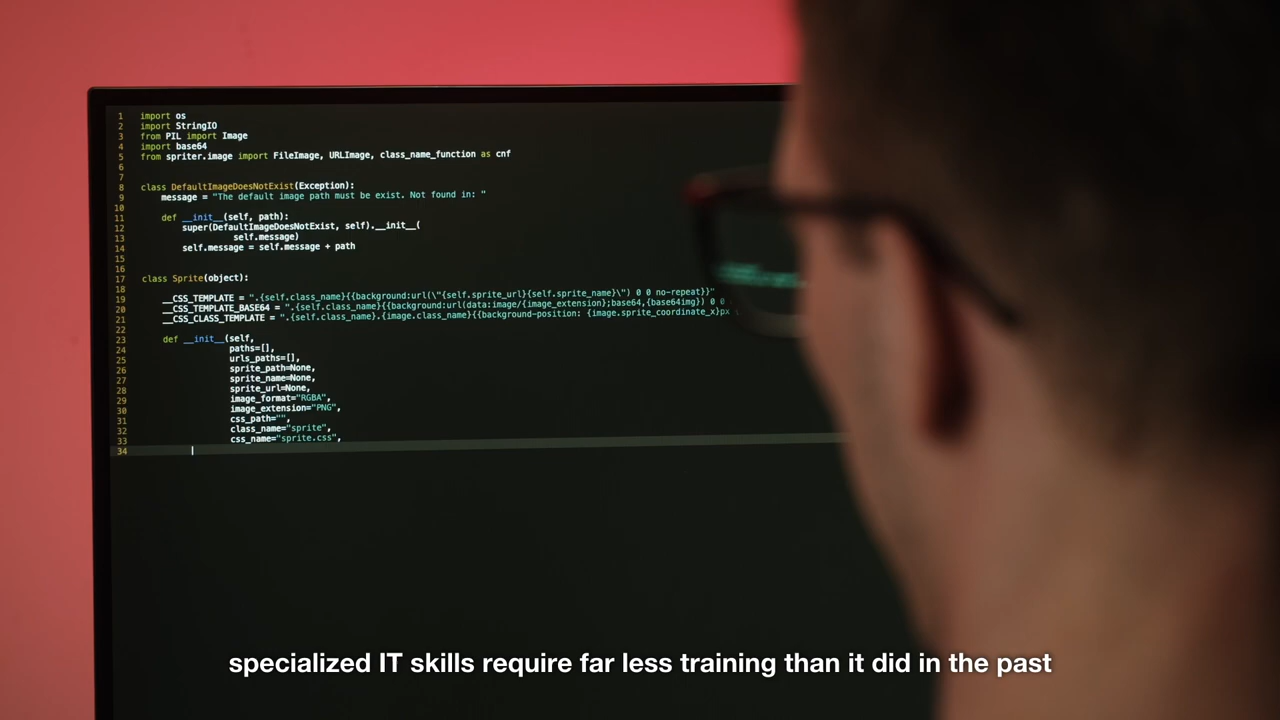 1 import os
2 import StringIO
3 from PIL import Image
4 import base64
5 from spriter.image import FileImage, URLImage, class_name_function as cnf
6
7
8 class DefaultImageDoesNotExist(Exception):
9 message = "The default image path must be exist. Not found in: "
10
11 def __init__(self, path):
12 super(DefaultImageDoesNotExist, self).__init__(
13 self.message)
14 self.message = self.message + path
15
16
17 class Sprite(object):
18
19 __CSS_TEMPLATE = ".{self.class_name}{{background:url(\"{self.sprite_url}{self.sprite_name}\") 0 0 no-repeat}}"
20 __CSS_TEMPLATE_BASE64 = ".{self.class_name}{{background:url(data:image/{image_extension};base64,{base64img}) 0 0
21 __CSS_CLASS_TEMPLATE = ".{self.class_name}.{image.class_name}{{background-position: {image.sprite_coordinate_x}px
22
23 def __init__(self,
24 paths=[],
25 urls_paths=[],
26 sprite_path=None,
27 sprite_name=None,
28 sprite_url=None,
29 image_format="RGBA",
30 image_extension="PNG",
31 css_path="",
32 class_name="sprite",
33 css_name="sprite.css",
34
specialized IT skills require far less training than it did in the past